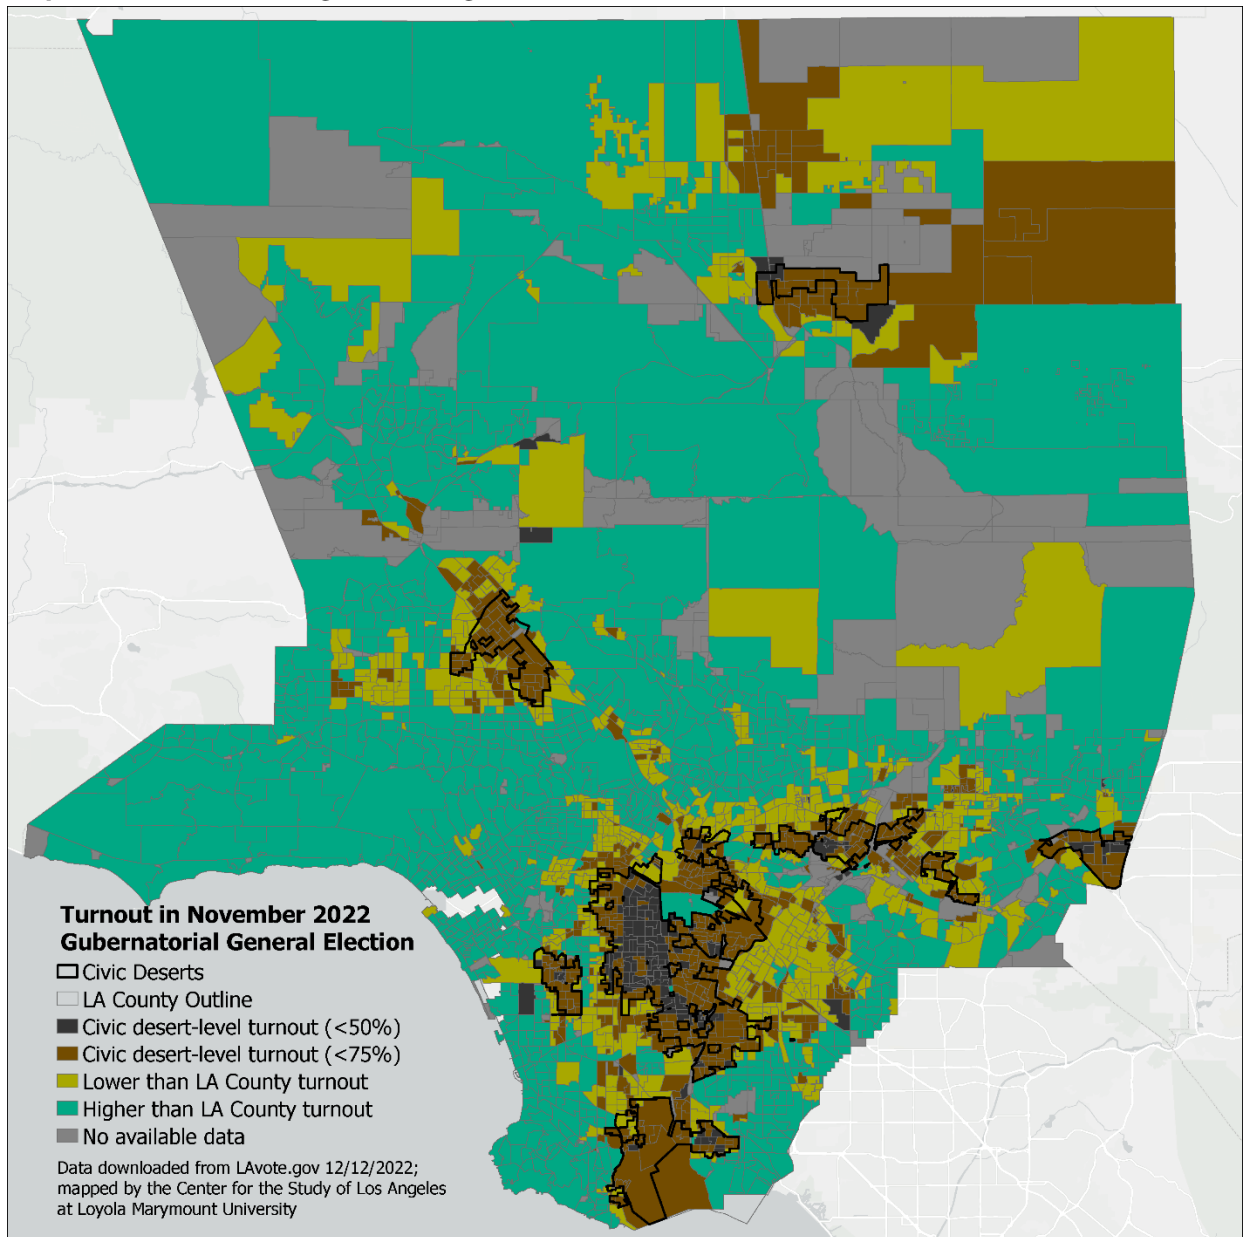 Turnout in November 2022
Gubernatorial General Election
Civic Deserts
LA County Outline
Civic desert-level turnout (<50%)
Civic desert-level turnout (<75%)
Lower than LA County turnout
Higher than LA County turnout
No available data
Data downloaded from LAvote.gov 12/12/2022;
mapped by the Center for the Study of Los Angeles
at Loyola Marymount University